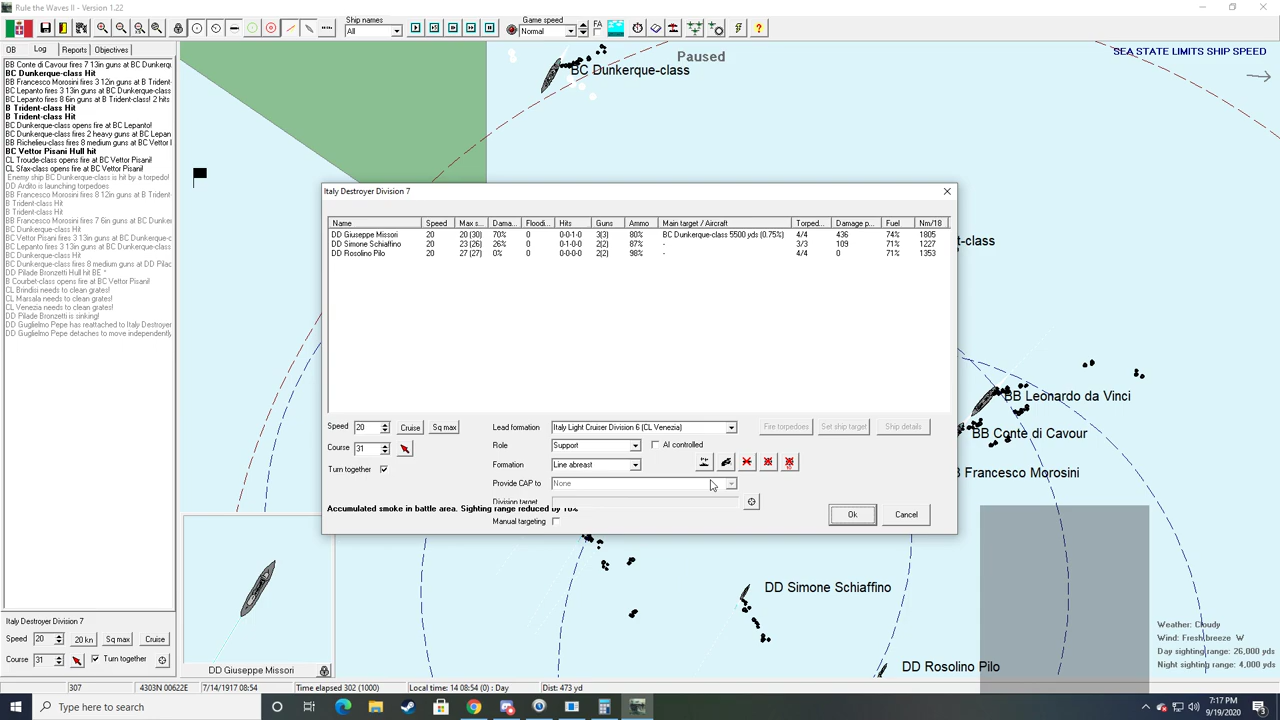 Rule the Waves II - Version 1.22
Ship names
All
Game speed
Normal
FA
OB Log Reports Objectives
BB Conte di Cavour fires 7 13in guns at BC Dunkerqu
BC Dunkerque-class Hit
BB Francesco Morosini fires 3 12in guns at B Trident-
BC Lepanto fires 3 13in guns at BC Dunkerque-class
BC Lepanto fires 8 6in guns at B Trident-class! 2 hits
B Trident-class Hit
B Trident-class Hit
BC Dunkerque-class opens fire at BC Lepanto!
BC Dunkerque-class fires 2 heavy guns at BC Lepan
BB Richelieu-class fires 8 medium guns at BC Vettor I
BC Vettor Pisani Hull hit
CL Troude-class opens fire at BC Vettor Pisani!
CL Sfax-class opens fire at BC Vettor Pisani!
Enemy ship BC Dunkerque-class is hit by a torpedo!
DD Ardito is launching torpedoes
BB Francesco Morosini fires 8 12in guns at B Trident-
B Trident-class Hit
B Trident-class Hit
BB Francesco Morosini fires 7 6in guns at BC Dunker
BC Dunkerque-class Hit
BC Vettor Pisani fires 5 13in guns at BC Dunkerque-
BC Lepanto fires 3 13in guns at BC Dunkerque-class
BC Dunkerque-class Hit
BC Dunkerque-class fires 8 medium guns at DD Pilad
DD Pilade Bronzetti Hull hit BE *
B Courbet-class opens fire at BC Vettor Pisani!
CL Brindisi needs to clean grates!
CL Marsala needs to clean grates!
CL Venezia needs to clean grates!
DD Pilade Bronzetti is sinking!
DD Guglielmo Pepe has reattached to Italy Destroyer
DD Guglielmo Pepe detaches to move independently
Paused
SEA STATE LIMITS SHIP SPEED
BC Dunkerque-class
t-class
Italy Destroyer Division 7
Name Speed Max s... Dama... Floodi... Hits Guns Ammo Main target / Aircraft Torped... Damage p... Fuel Nm/18
DD Giuseppe Missori 20 20 (30) 70% 0 0-0-1-0 3(3) 80% BC Dunkerque-class 5500 yds (0.75%) 4/4 436 74% 1805
DD Simone Schiaffino 20 23 (26) 26% 0 0-1-0-0 2(2) 87% - 3/3 109 71% 1227
DD Rosolino Pilo 20 27 (27) 0% 0 0-0-0-0 2(2) 98% - 4/4 0 71% 1353
Speed 20 Cruise Sq max
Course 31
Turn together
Lead formation Italy Light Cruiser Division 6 (CL Venezia)
Role Support AI controlled
Formation Line abreast
Provide CAP to None
Division target
Accumulated smoke in battle area. Sighting range reduced by 10%
Manual targeting
Fire torpedoes Set ship target Ship details
Ok Cancel
BB Leonardo da Vinci
BB Conte di Cavour
B Francesco Morosini
DD Simone Schiaffino
DD Rosolino Pilo
DD Giuseppe Missori
Weather: Cloudy
Wind: Fresh breeze W
Day sighting range: 26,000 yds
Night sighting range: 4,000 yds
Italy Destroyer Division 7
Speed 20 20 kn Sq max Cruise
Course 31 Turn together
307 4303N 00622E 7/14/1917 08:54 Time elapsed 302 (1000) Local time: 14 08:54 (0) : Day Dist: 473 yd
Type here to search
7:17 PM
9/19/2020